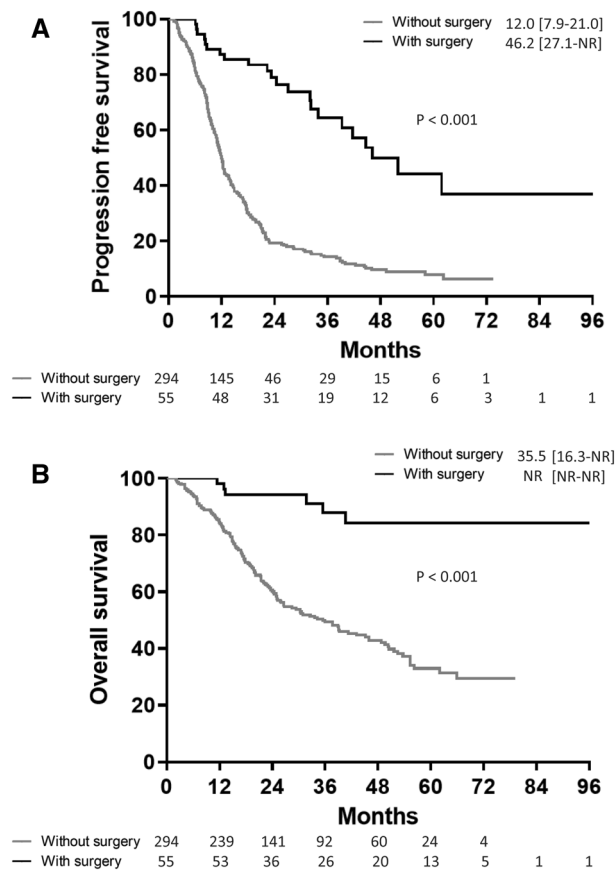 A
Without surgery 12.0 [7.9-21.0]
With surgery 46.2 [27.1-NR]
P < 0.001
Progression free survival
100
80
60
40
20
0
0 12 24 36 48 60 72 84 96
Months
Without surgery 294 145 46 29 15 6 1
With surgery 55 48 31 19 12 6 3 1 1
B
Without surgery 35.5 [16.3-NR]
With surgery NR [NR-NR]
P < 0.001
Overall survival
100
80
60
40
20
0
0 12 24 36 48 60 72 84 96
Months
Without surgery 294 239 141 92 60 24 4
With surgery 55 53 36 26 20 13 5 1 1